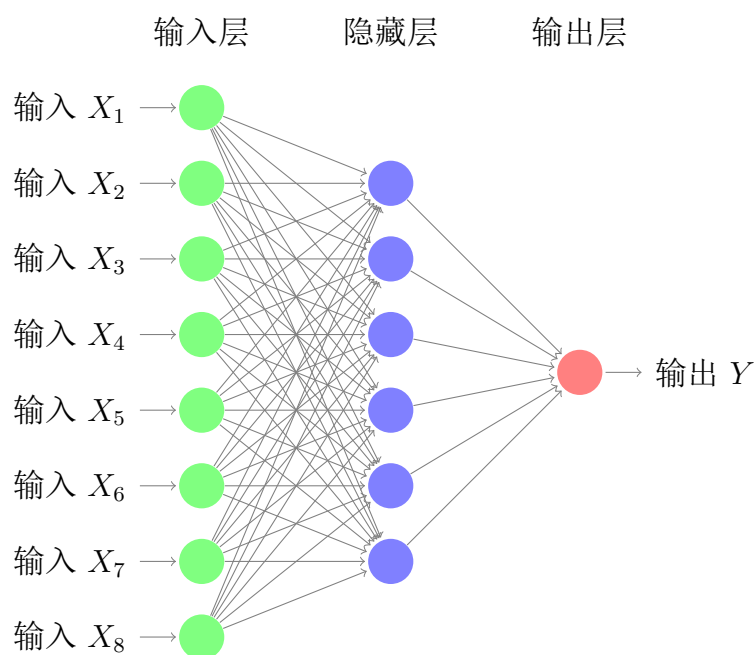 输入层 隐藏层 输出层
输入 X₁
输入 X₂
输入 X₃
输入 X₄
输入 X₅
输入 X₆
输入 X₇
输入 X₈
输出 Y